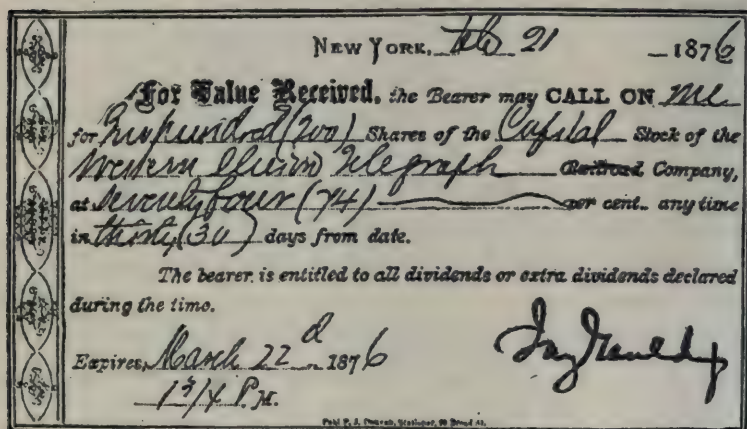 NEW YORK, Feb 21 1876
For Value Received, the Bearer may CALL ON me
for Two hundred (200) Shares of the Capital Stock of the
Western Union Telegraph Railroad Company,
at seventy four (74) per cent. any time
in thirty (30) days from date.
The bearer is entitled to all dividends or extra dividends declared
during the time.
Expires, March 22d 1876
1 3/4 P.M.
Jay Gould